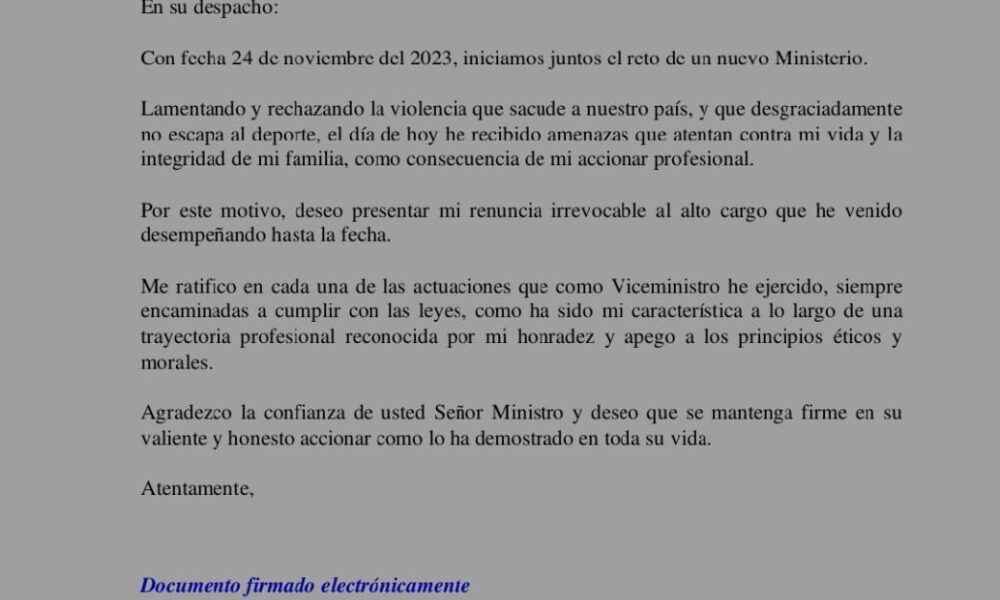 En su despacho:
Con fecha 24 de noviembre del 2023, iniciamos juntos el reto de un nuevo Ministerio.
Lamentando y rechazando la violencia que sacude a nuestro país, y que desgraciadamente
no escapa al deporte, el día de hoy he recibido amenazas que atentan contra mi vida y la
integridad de mi familia, como consecuencia de mi accionar profesional.
Por este motivo, deseo presentar mi renuncia irrevocable al alto cargo que he venido
desempeñando hasta la fecha.
Me ratifico en cada una de las actuaciones que como Viceministro he ejercido, siempre
encaminadas a cumplir con las leyes, como ha sido mi característica a lo largo de una
trayectoria profesional reconocida por mi honradez y apego a los principios éticos y
morales.
Agradezco la confianza de usted Señor Ministro y deseo que se mantenga firme en su
valiente y honesto accionar como lo ha demostrado en toda su vida.
Atentamente,
Documento firmado electrónicamente